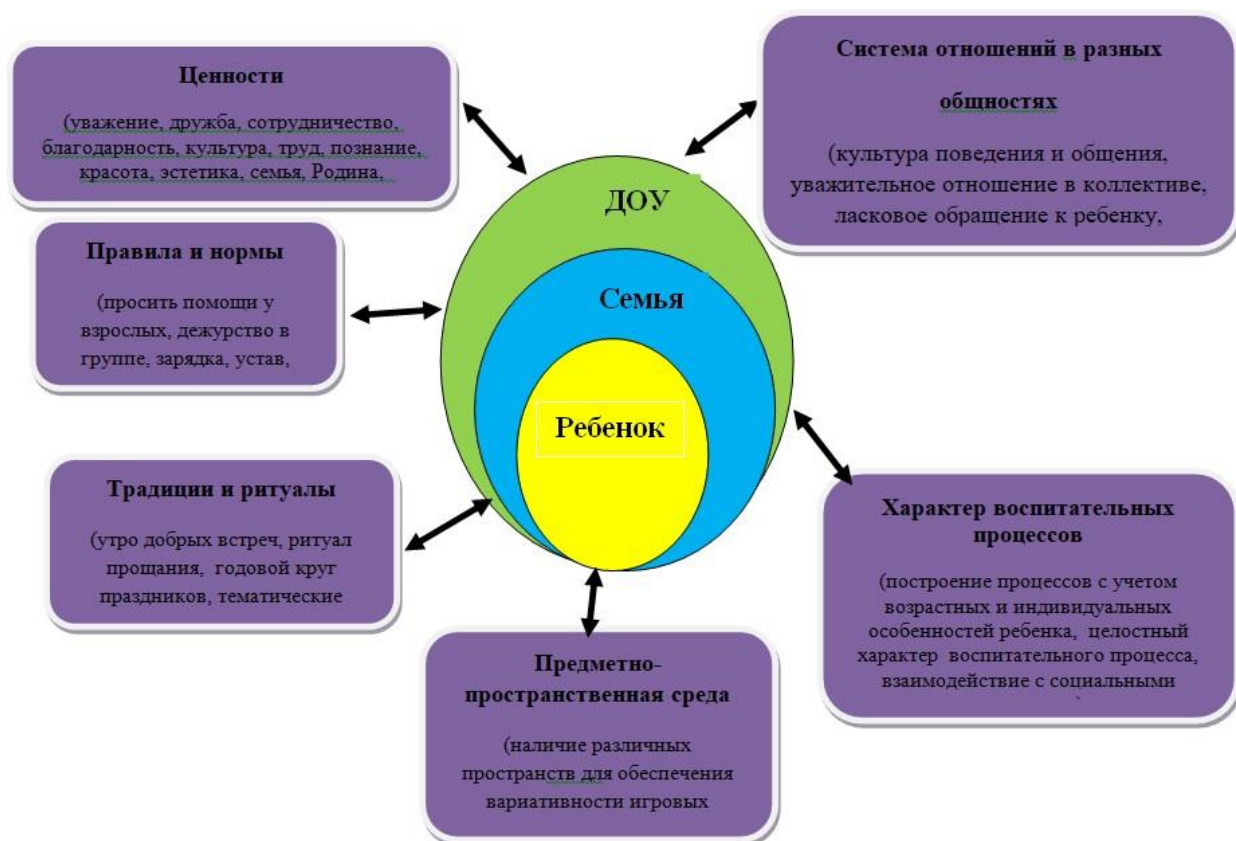 Ценности
(уважение, дружба, сотрудничество,
благодарность, культура, труд, познание,
красота, эстетика, семья, Родина,
Система отношений в разных
общностях
(культура поведения и общения,
уважительное отношение в коллективе,
ласковое обращение к ребенку,
Правила и нормы
(просить помощи у
взрослых, дежурство в
группе, зарядка, устав,
ДОУ
Семья
Ребенок
Традиции и ритуалы
(утро добрых встреч, ритуал
прощания, годовой круг
праздников, тематические
Характер воспитательных
процессов
(построение процессов с учетом
возрастных и индивидуальных
особенностей ребенка, целостный
характер воспитательного процесса,
взаимодействие с социальными
Предметно-
пространственная среда
(наличие различных
пространств для обеспечения
вариативности игровых